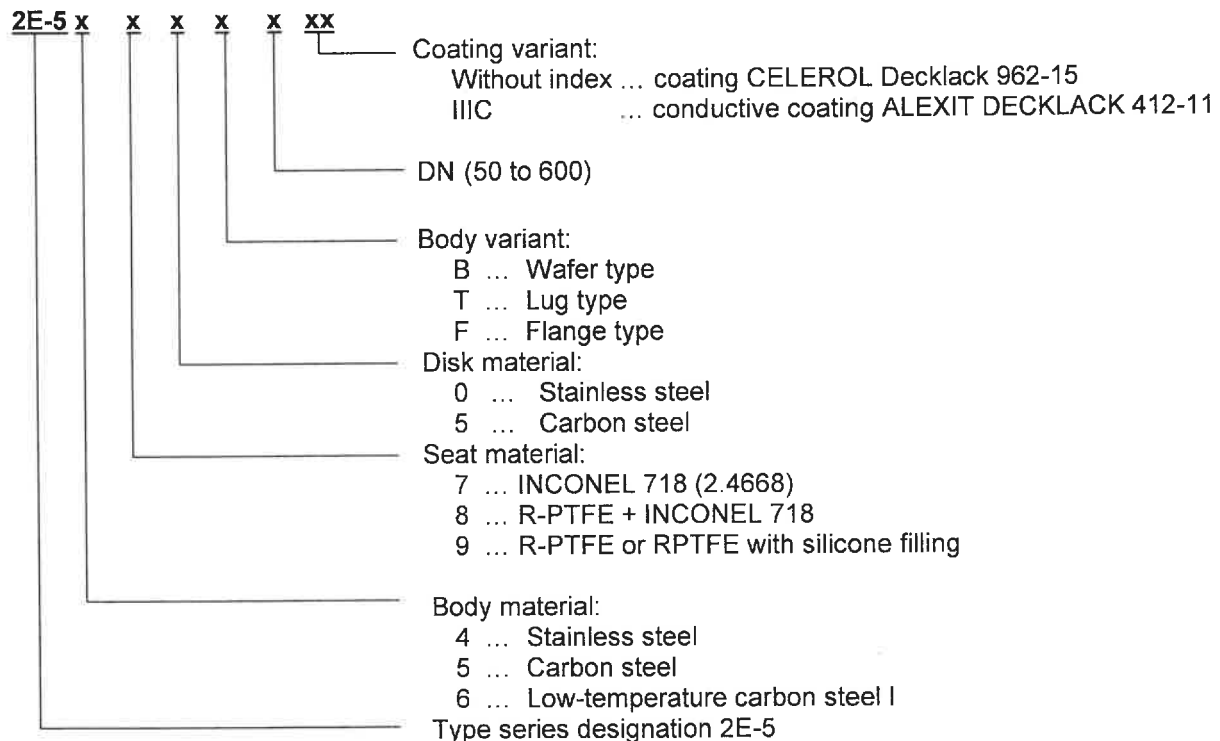 2E-5 x x x x x xx
Coating variant:
Without index ... coating CELEROL Decklack 962-15
IIIC ... conductive coating ALEXIT DECKLACK 412-11
DN (50 to 600)
Body variant:
B ... Wafer type
T ... Lug type
F ... Flange type
Disk material:
0 ... Stainless steel
5 ... Carbon steel
Seat material:
7 ... INCONEL 718 (2.4668)
8 ... R-PTFE + INCONEL 718
9 ... R-PTFE or RPTFE with silicone filling
Body material:
4 ... Stainless steel
5 ... Carbon steel
6 ... Low-temperature carbon steel I
Type series designation 2E-5